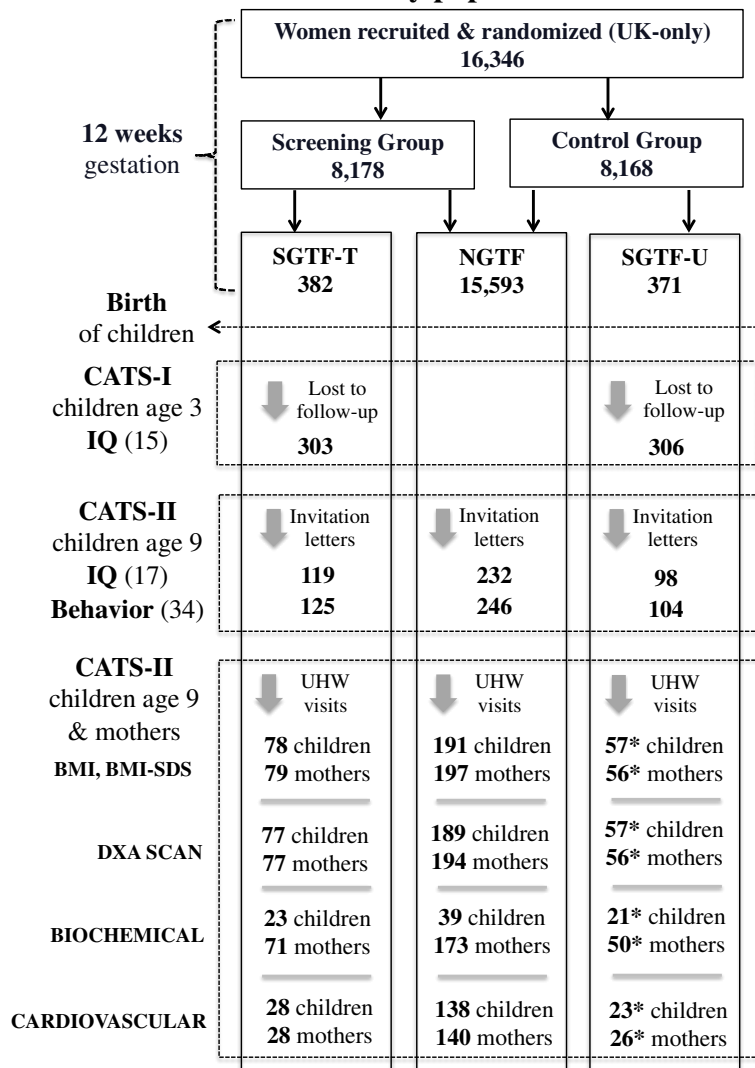 Women recruited & randomized (UK-only)
16,346
12 weeks
gestation
Screening Group
8,178
Control Group
8,168
SGTF-T
382
NGTF
15,593
SGTF-U
371
Birth
of children
CATS-I
children age 3
IQ (15)
Lost to
follow-up
303
Lost to
follow-up
306
CATS-II
children age 9
IQ (17)
Behavior (34)
Invitation
letters
119
125
Invitation
letters
232
246
Invitation
letters
98
104
CATS-II
children age 9
& mothers
UHW
visits
UHW
visits
UHW
visits
BMI, BMI-SDS
78 children
79 mothers
191 children
197 mothers
57* children
56* mothers
DXA SCAN
77 children
77 mothers
189 children
194 mothers
57* children
56* mothers
BIOCHEMICAL
23 children
71 mothers
39 children
173 mothers
21* children
50* mothers
CARDIOVASCULAR
28 children
28 mothers
138 children
140 mothers
23* children
26* mothers